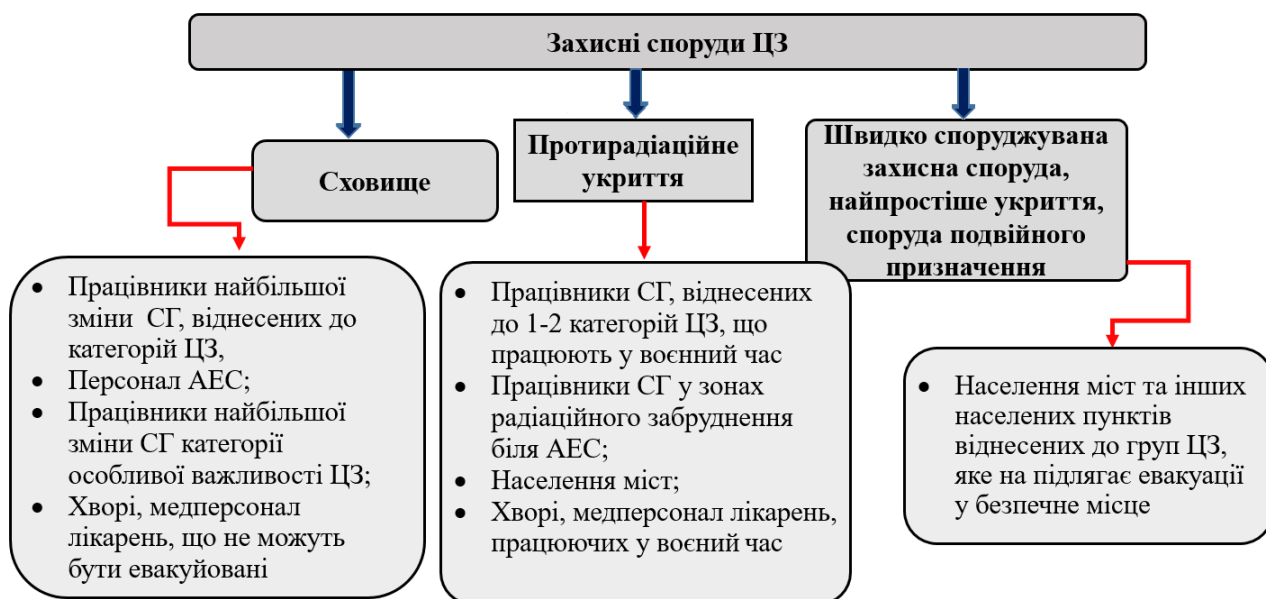 Захисні споруди ЦЗ
Сховище
Протирадіаційне
укриття
Швидко споруджувана
захисна споруда,
найпростіше укриття,
споруда подвійного
призначення
• Працівники найбільшої
зміни СГ, віднесених до
категорій ЦЗ,
• Персонал АЕС;
• Працівники найбільшої
зміни СГ категорії
особливої важливості ЦЗ;
• Хворі, медперсонал
лікарень, що не можуть
бути евакуйовані
• Працівники СГ, віднесених
до 1-2 категорій ЦЗ, що
працюють у воєнний час
• Працівники СГ у зонах
радіаційного забруднення
біля АЕС;
• Населення міст;
• Хворі, медперсонал лікарень,
працюючих у воєний час
• Населення міст та інших
населених пунктів
віднесених до груп ЦЗ,
яке на підлягає евакуації
у безпечне місце